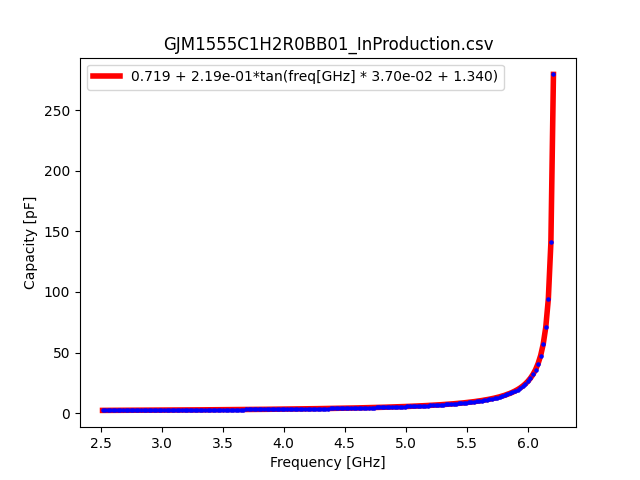 GJM1555C1H2R0BB01_InProduction.csv
0.719 + 2.19e-01*tan(freq[GHz] * 3.70e-02 + 1.340)
Capacity [pF]
250
200
150
100
50
0
2.5 3.0 3.5 4.0 4.5 5.0 5.5 6.0
Frequency [GHz]